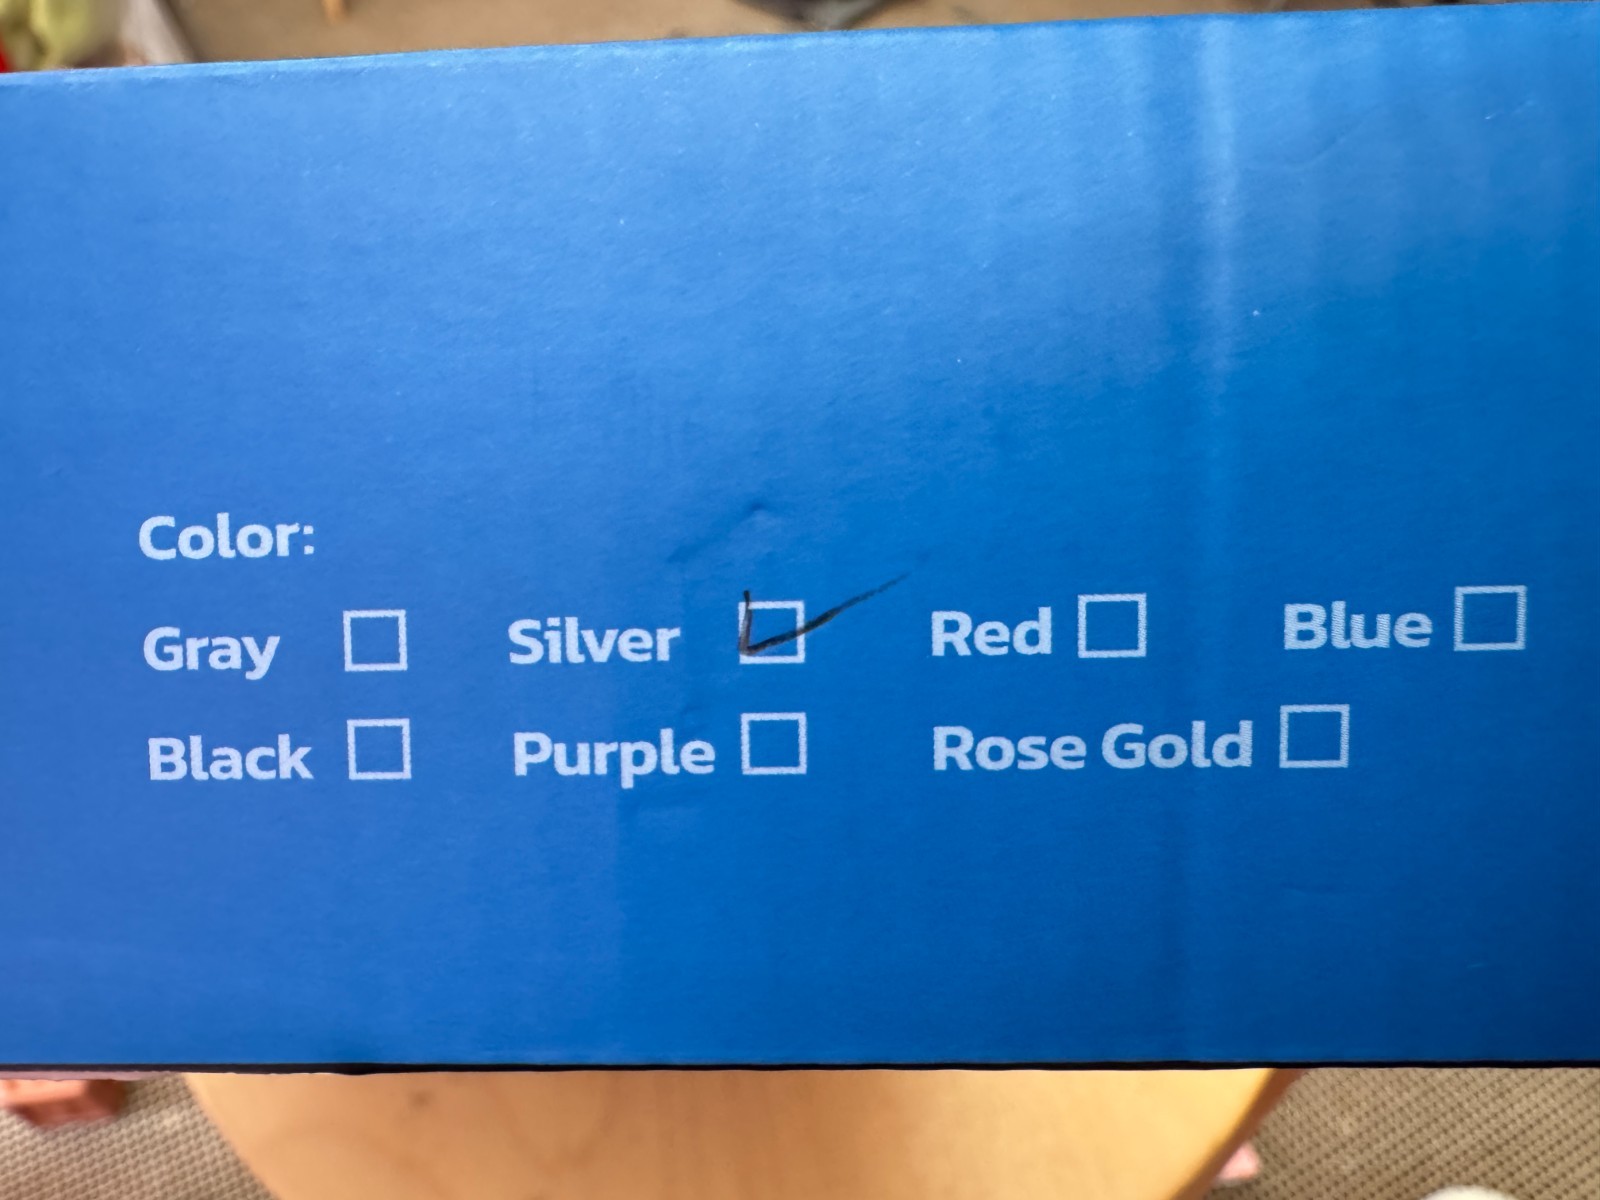 Color:
Gray Silver Red Blue
Black Purple Rose Gold